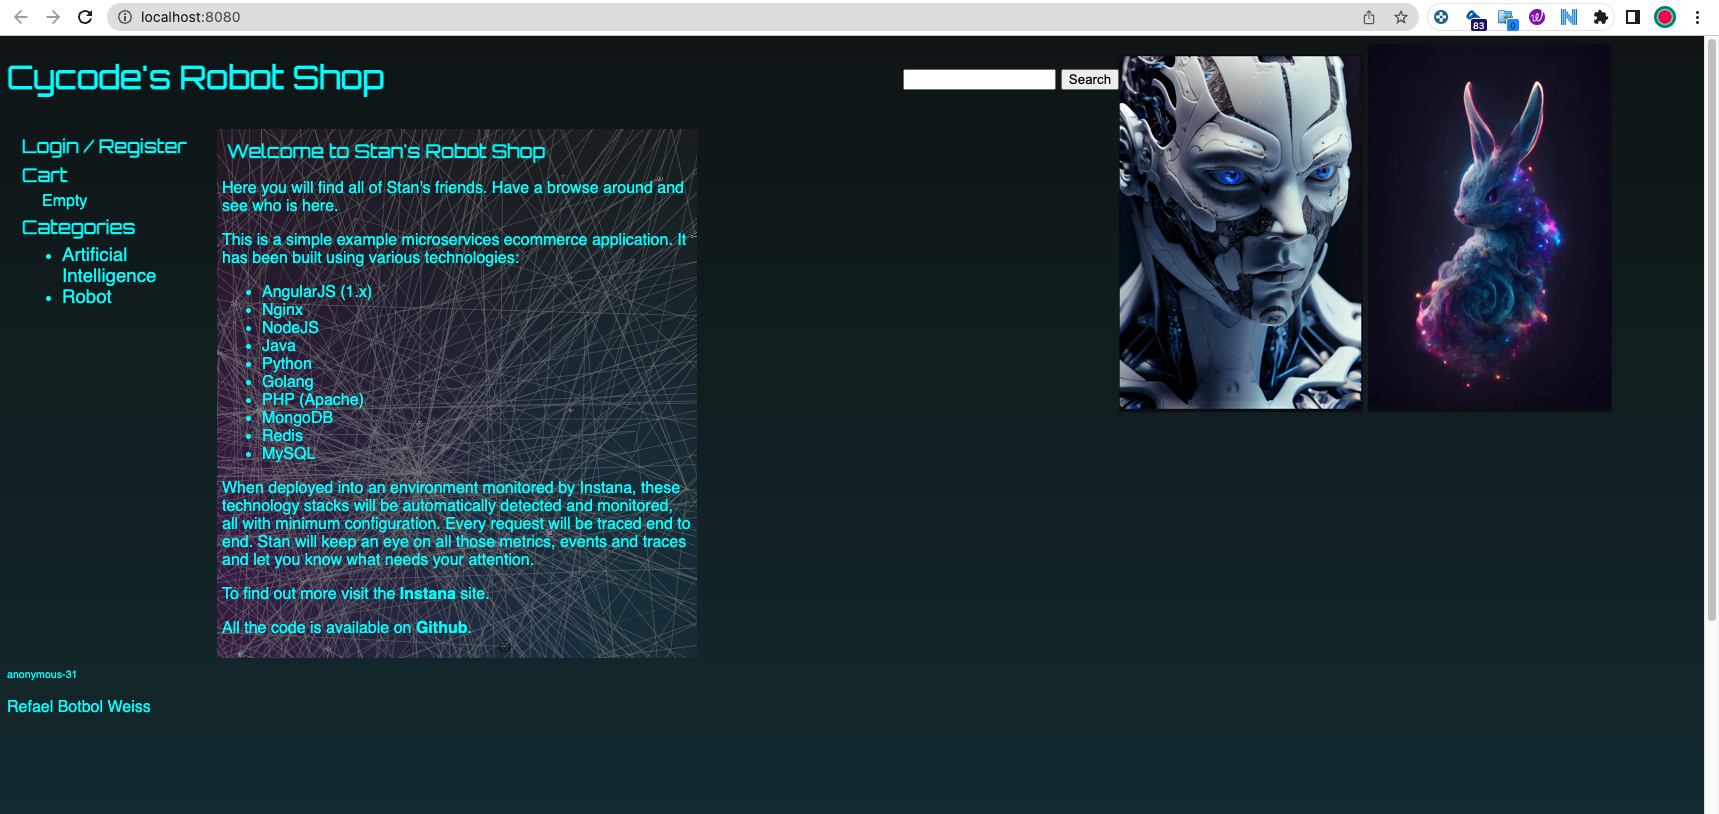 localhost:8080
83
0
Cycode's Robot Shop
Search
Login / Register
Cart
Empty
Categories
Artificial
Intelligence
Robot
Welcome to Stan's Robot Shop
Here you will find all of Stan's friends. Have a browse around and
see who is here.
This is a simple example microservices ecommerce application. It
has been built using various technologies:
AngularJS (1.x)
Nginx
NodeJS
Java
Python
Golang
PHP (Apache)
MongoDB
Redis
MySQL
When deployed into an environment monitored by Instana, these
technology stacks will be automatically detected and monitored,
all with minimum configuration. Every request will be traced end to
end. Stan will keep an eye on all those metrics, events and traces
and let you know what needs your attention.
To find out more visit the Instana site.
All the code is available on Github.
anonymous-31
Refael Botbol Weiss